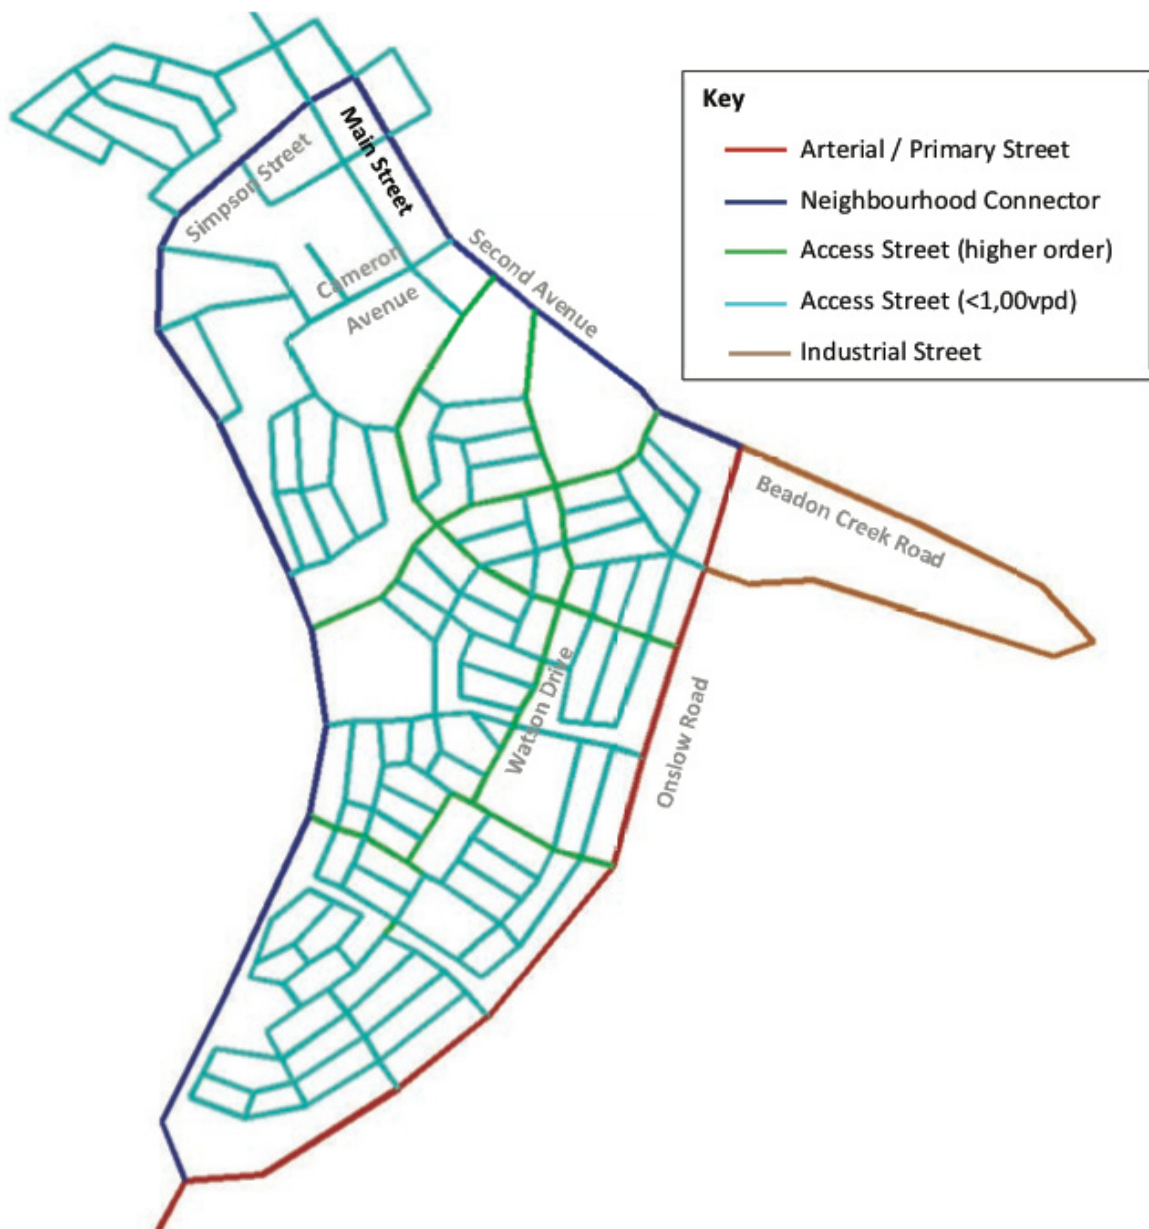 Key
Arterial / Primary Street
Neighbourhood Connector
Access Street (higher order)
Access Street (<1,00vpd)
Industrial Street
Main Street
Simpson Street
Second Avenue
Cameron
Avenue
Beadon Creek Road
Watson Drive
Onslow Road